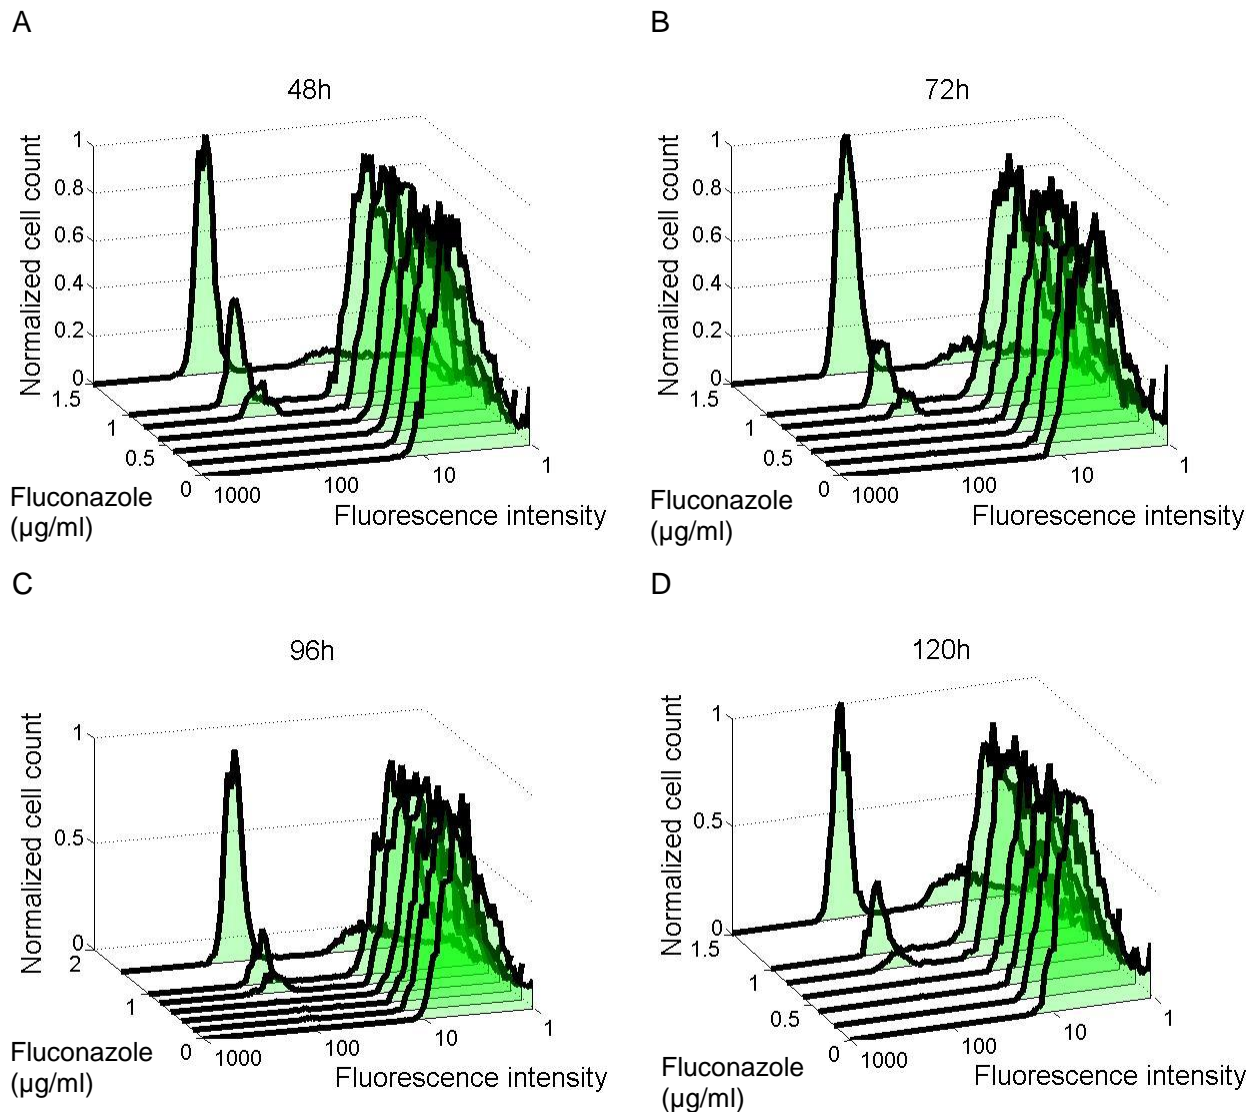 A
48h
Normalized cell count
1
0.8
0.6
0.4
0.2
0
1.5
1
0.5
0
Fluconazole
(µg/ml)
1000
100
10
1
Fluorescence intensity
B
72h
Normalized cell count
1
0.8
0.6
0.4
0.2
0
1.5
1
0.5
0
Fluconazole
(µg/ml)
1000
100
10
1
Fluorescence intensity
C
96h
Normalized cell count
1
0.5
0
2
1
0
Fluconazole
(µg/ml)
1000
100
10
1
Fluorescence intensity
D
120h
Normalized cell count
1
0.5
0
1.5
1
0.5
0
Fluconazole
(µg/ml)
1000
100
10
1
Fluorescence intensity